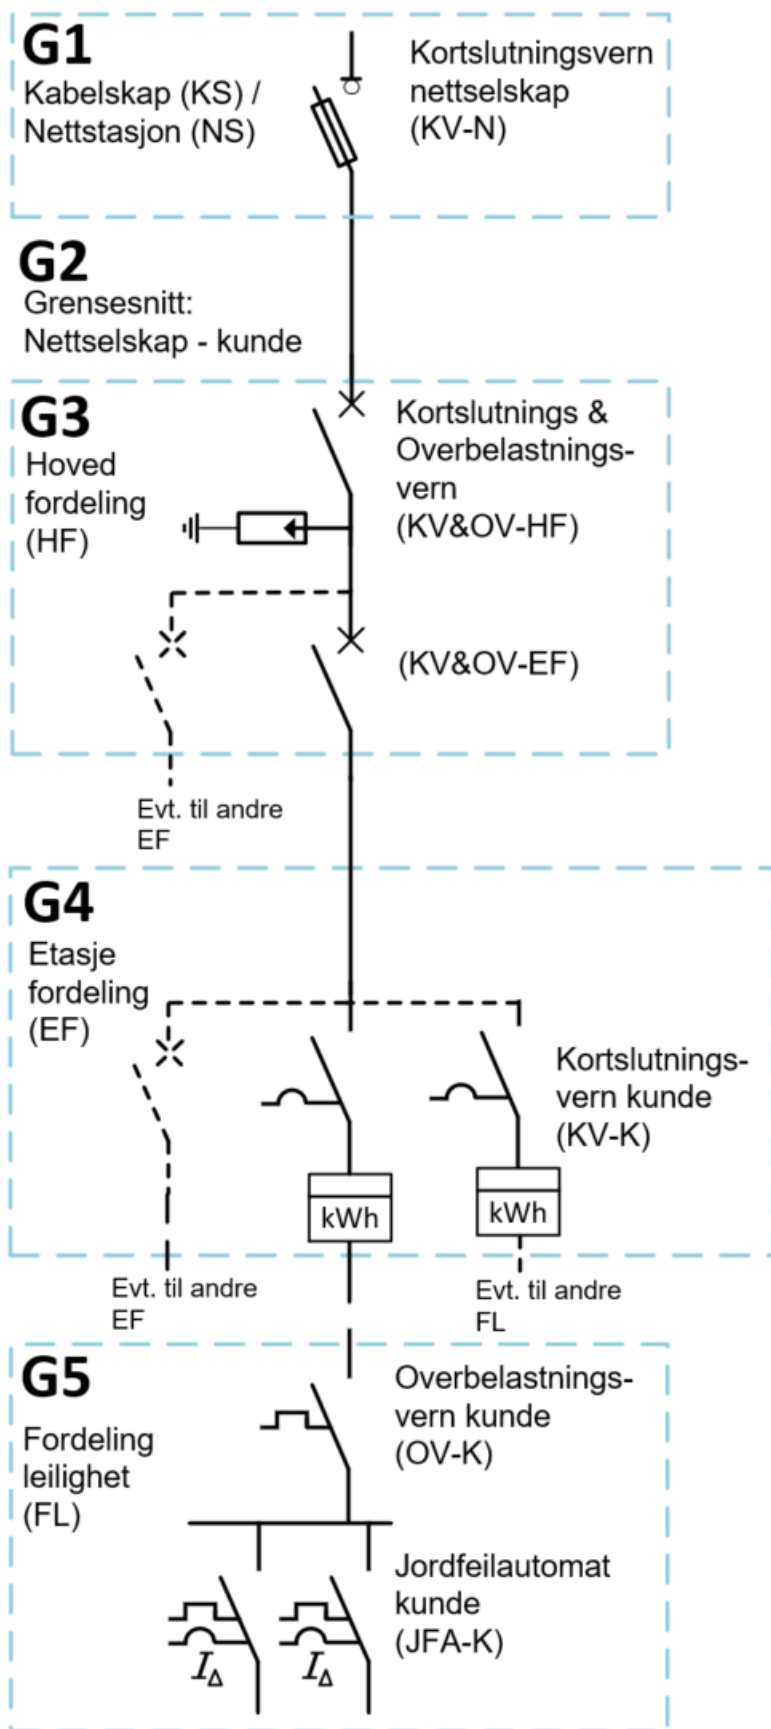 G1
Kabelskap (KS) /
Nettstasjon (NS)
Kortslutningsvern
nettselskap
(KV-N)
G2
Grensesnitt:
Nettselskap - kunde
G3
Hoved
fordeling
(HF)
Kortslutnings &
Overbelastnings-
vern
(KV&OV-HF)
(KV&OV-EF)
Evt. til andre
EF
G4
Etasje
fordeling
(EF)
Kortslutnings-
vern kunde
(KV-K)
kWh
kWh
Evt. til andre
EF
Evt. til andre
FL
G5
Fordeling
leilighet
(FL)
Overbelastnings-
vern kunde
(OV-K)
Jordfeilautomat
kunde
(JFA-K)
IΔ
IΔ